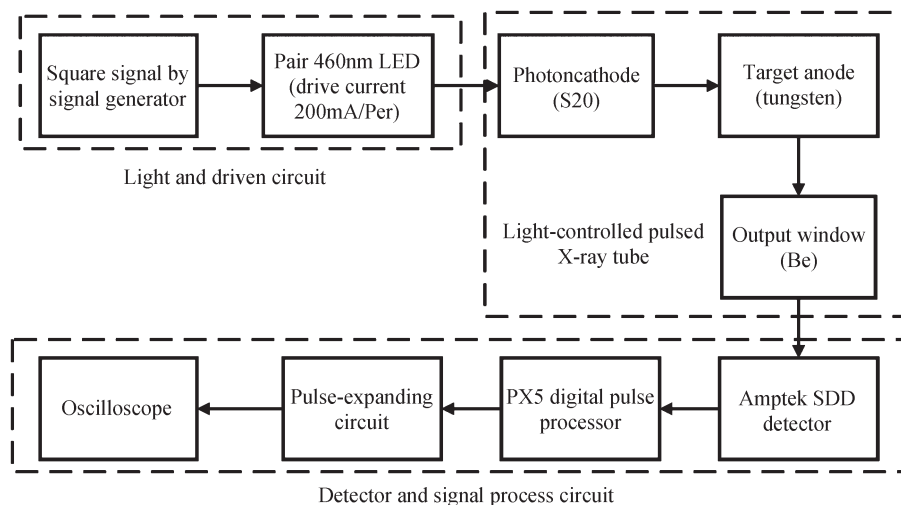 Square signal by
signal generator
Pair 460nm LED
(drive current
200mA/Per)
Light and driven circuit
Photoncathode
(S20)
Target anode
(tungsten)
Light-controlled pulsed
X-ray tube
Output window
(Be)
Oscilloscope
Pulse-expanding
circuit
PX5 digital pulse
processor
Amptek SDD
detector
Detector and signal process circuit